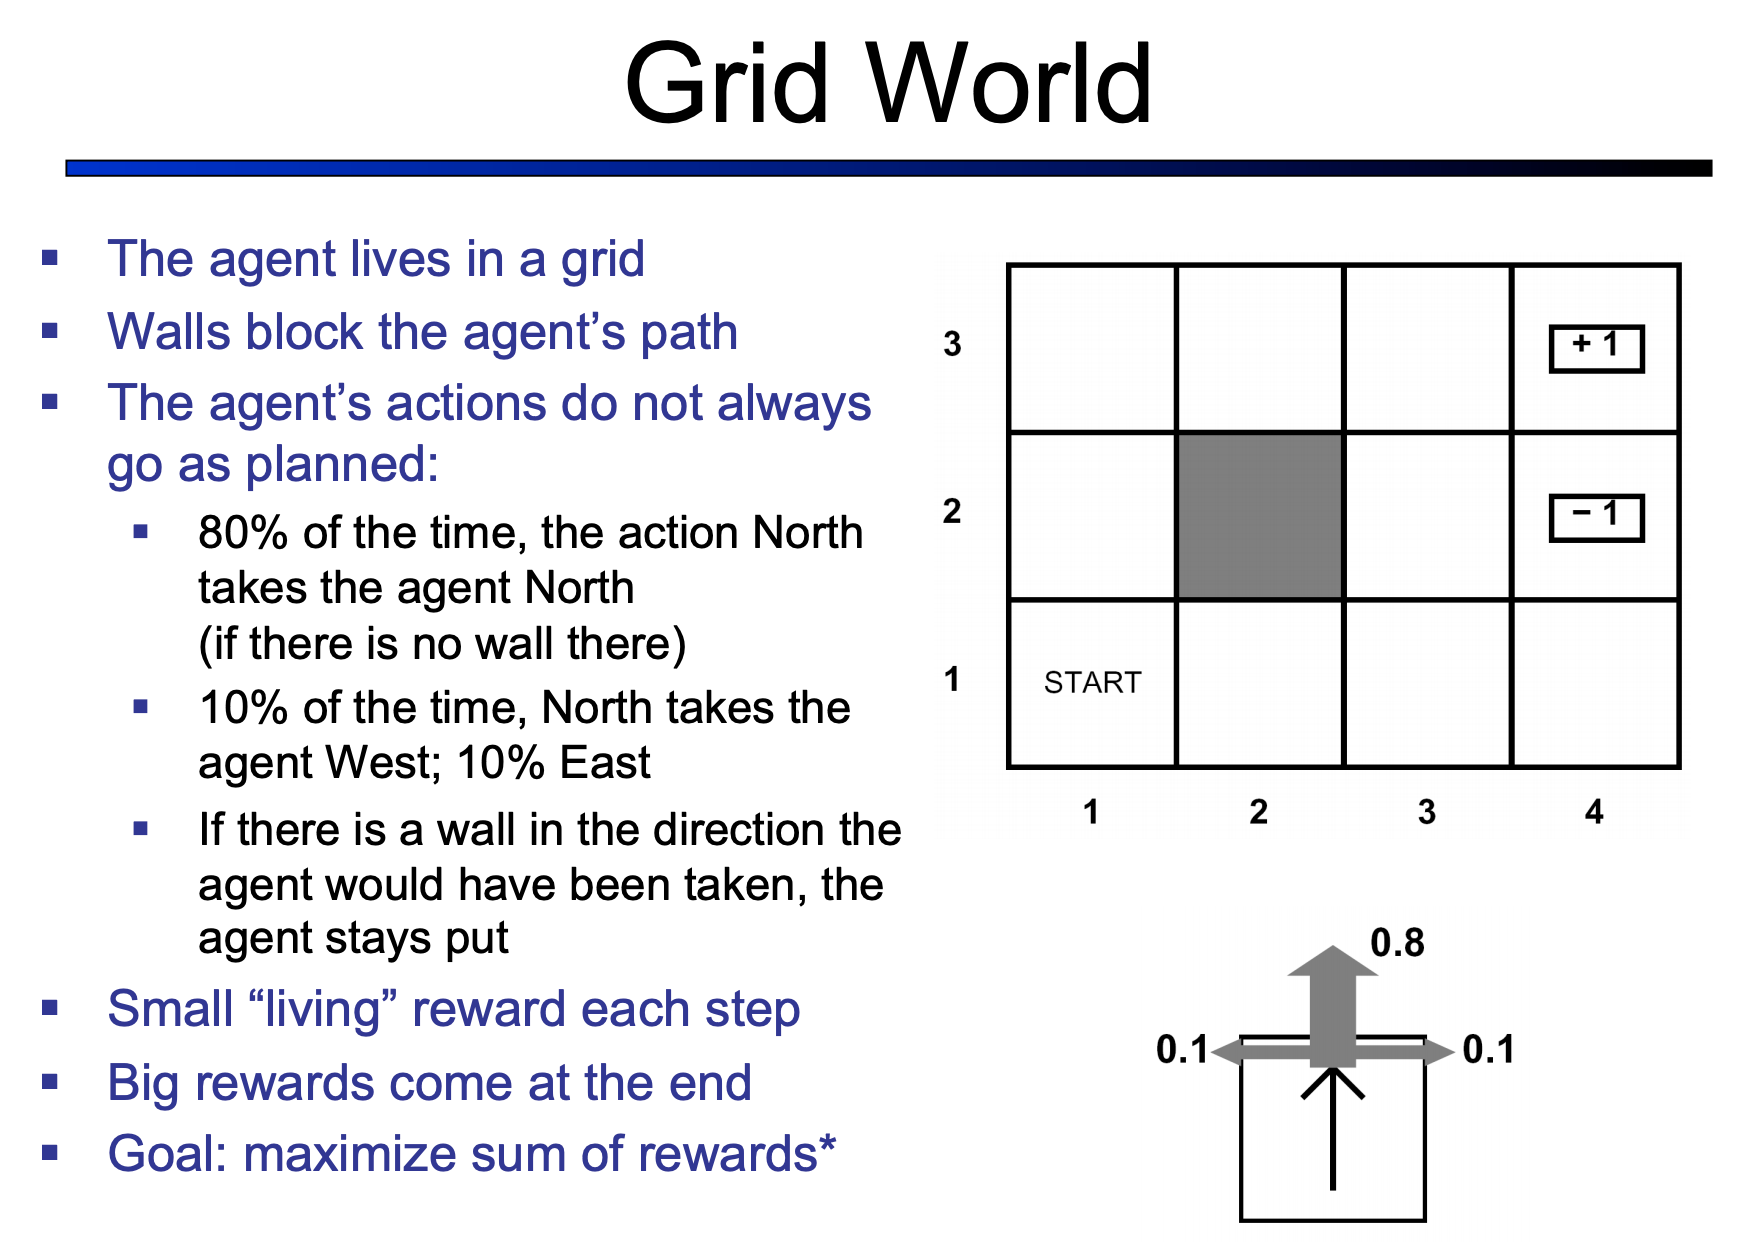 Grid World
▪ The agent lives in a grid
▪ Walls block the agent’s path
▪ The agent’s actions do not always
go as planned:
▪ 80% of the time, the action North
takes the agent North
(if there is no wall there)
▪ 10% of the time, North takes the
agent West; 10% East
▪ If there is a wall in the direction the
agent would have been taken, the
agent stays put
▪ Small “living” reward each step
▪ Big rewards come at the end
▪ Goal: maximize sum of rewards*
3
+ 1
2
− 1
1
START
1 2 3 4
0.8
0.1 0.1